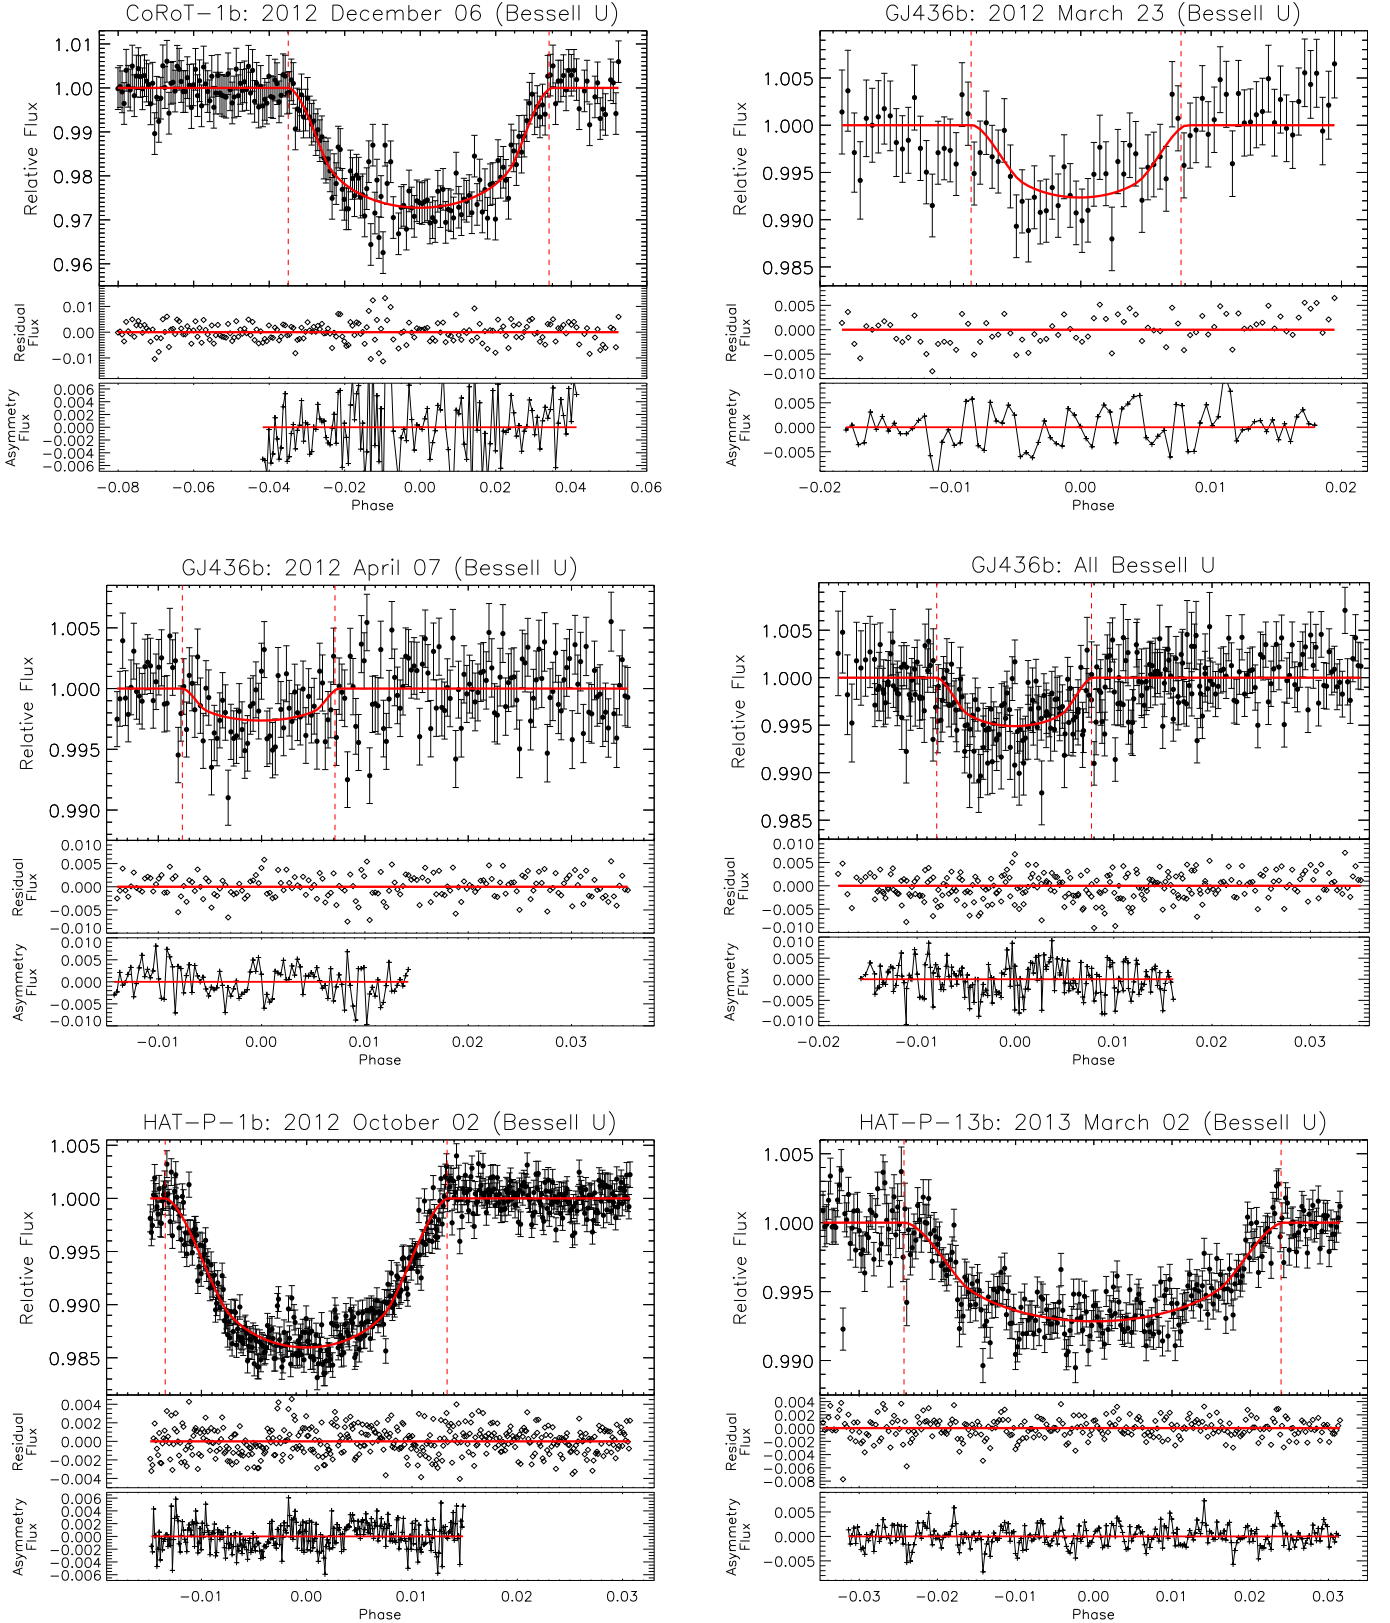 CoRoT-1b: 2012 December 06 (Bessell U)
1.01
1.00
0.99
0.98
0.97
0.96
Relative Flux
0.01
0.00
-0.01
Residual
Flux
0.006
0.004
0.002
0.000
-0.002
-0.004
-0.006
Asymmetry
Flux
-0.08 -0.06 -0.04 -0.02 0.00 0.02 0.04 0.06
Phase
GJ436b: 2012 March 23 (Bessell U)
1.005
1.000
0.995
0.990
0.985
Relative Flux
0.005
0.000
-0.005
-0.010
Residual
Flux
0.005
0.000
-0.005
Asymmetry
Flux
-0.02 -0.01 0.00 0.01 0.02
Phase
GJ436b: 2012 April 07 (Bessell U)
1.005
1.000
0.995
0.990
Relative Flux
0.010
0.005
0.000
-0.005
-0.010
Residual
Flux
0.010
0.005
0.000
-0.005
-0.010
Asymmetry
Flux
-0.01 0.00 0.01 0.02 0.03
Phase
GJ436b: All Bessell U
1.005
1.000
0.995
0.990
0.985
Relative Flux
0.010
0.005
0.000
-0.005
-0.010
Residual
Flux
0.010
0.005
0.000
-0.005
-0.010
Asymmetry
Flux
-0.02 -0.01 0.00 0.01 0.02 0.03
Phase
HAT-P-1b: 2012 October 02 (Bessell U)
1.005
1.000
0.995
0.990
0.985
Relative Flux
0.004
0.002
0.000
-0.002
-0.004
Residual
Flux
0.006
0.004
0.002
0.000
-0.002
-0.004
-0.006
Asymmetry
Flux
-0.01 0.00 0.01 0.02 0.03
Phase
HAT-P-13b: 2013 March 02 (Bessell U)
1.005
1.000
0.995
0.990
Relative Flux
0.004
0.002
0.000
-0.002
-0.004
-0.006
-0.008
Residual
Flux
0.005
0.000
-0.005
Asymmetry
Flux
-0.03 -0.02 -0.01 0.00 0.01 0.02 0.03
Phase